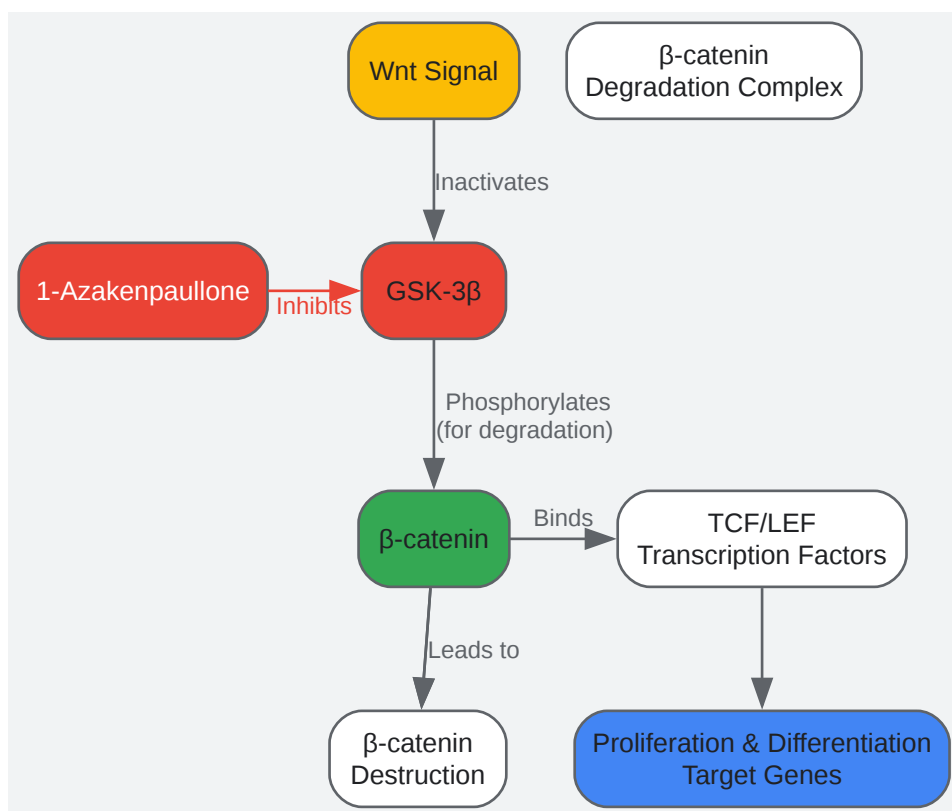 Wnt Signal
β-catenin
Degradation Complex
Inactivates
1-Azakenpaullone
Inhibits
GSK-3β
Phosphorylates
(for degradation)
β-catenin
Binds
TCF/LEF
Transcription Factors
Leads to
β-catenin
Destruction
Proliferation & Differentiation
Target Genes